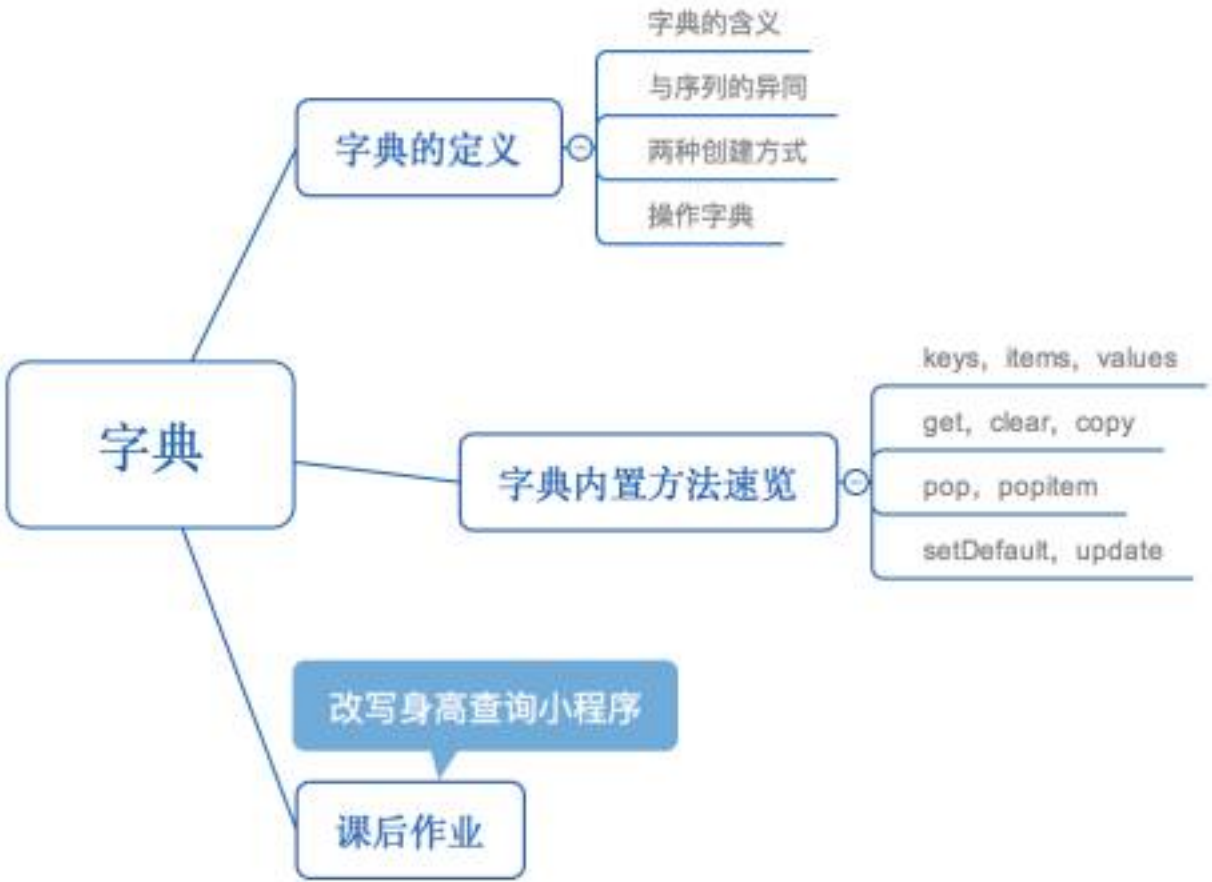 字典的含义
与序列的异同
字典的定义
两种创建方式
操作字典
keys，items，values
字典
get，clear，copy
字典内置方法速览
pop，popitem
setDefault，update
改写身高查询小程序
课后作业